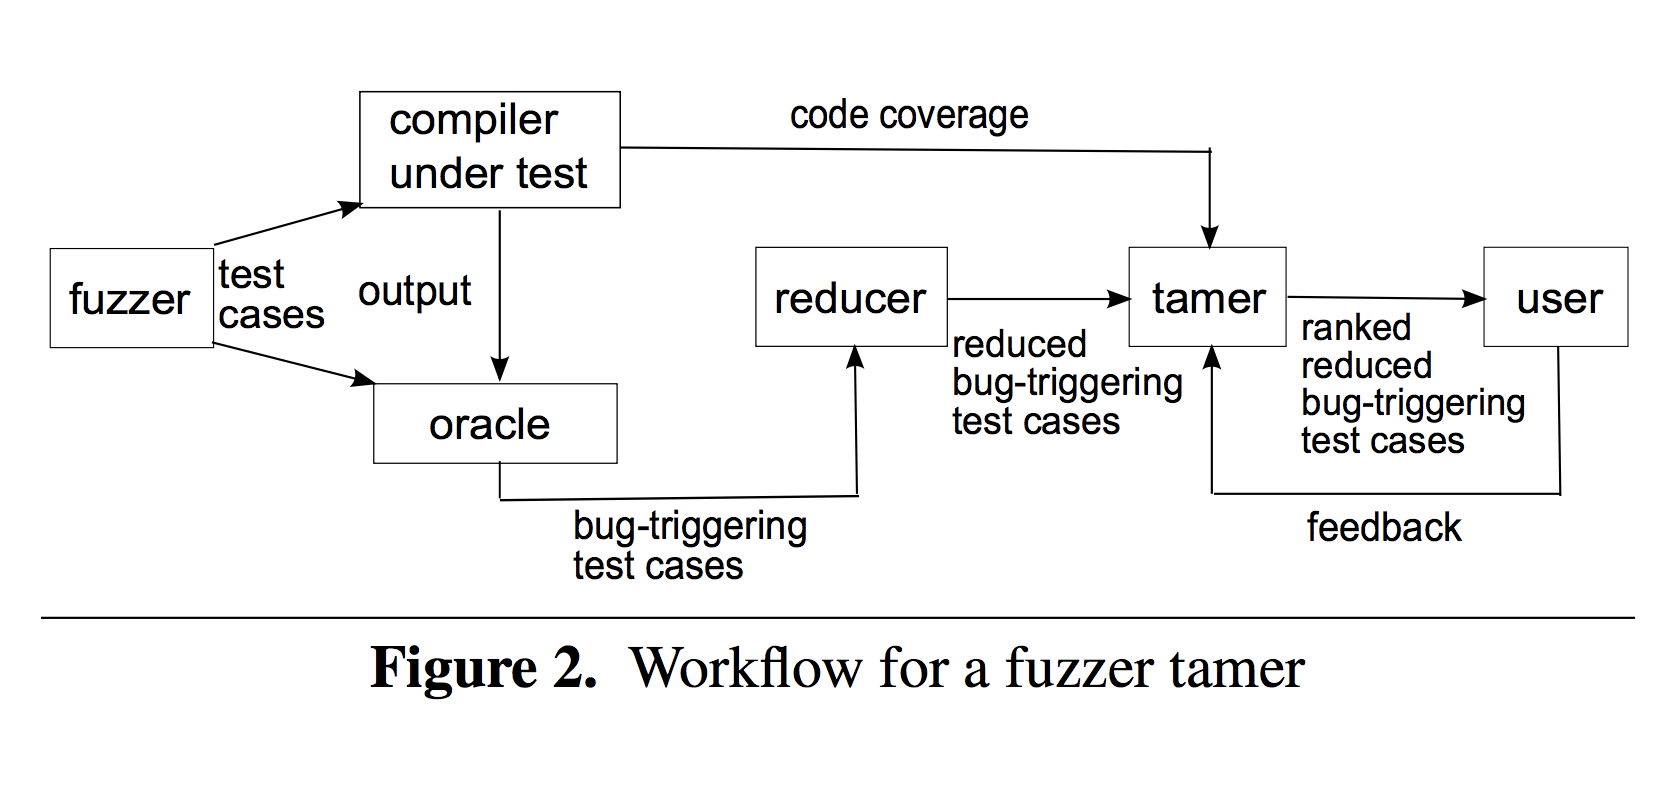 compiler
under test
code coverage
fuzzer
test
cases
output
reducer
tamer
user
reduced
bug-triggering
test cases
ranked
reduced
bug-triggering
test cases
oracle
bug-triggering
test cases
feedback
Figure 2. Workflow for a fuzzer tamer